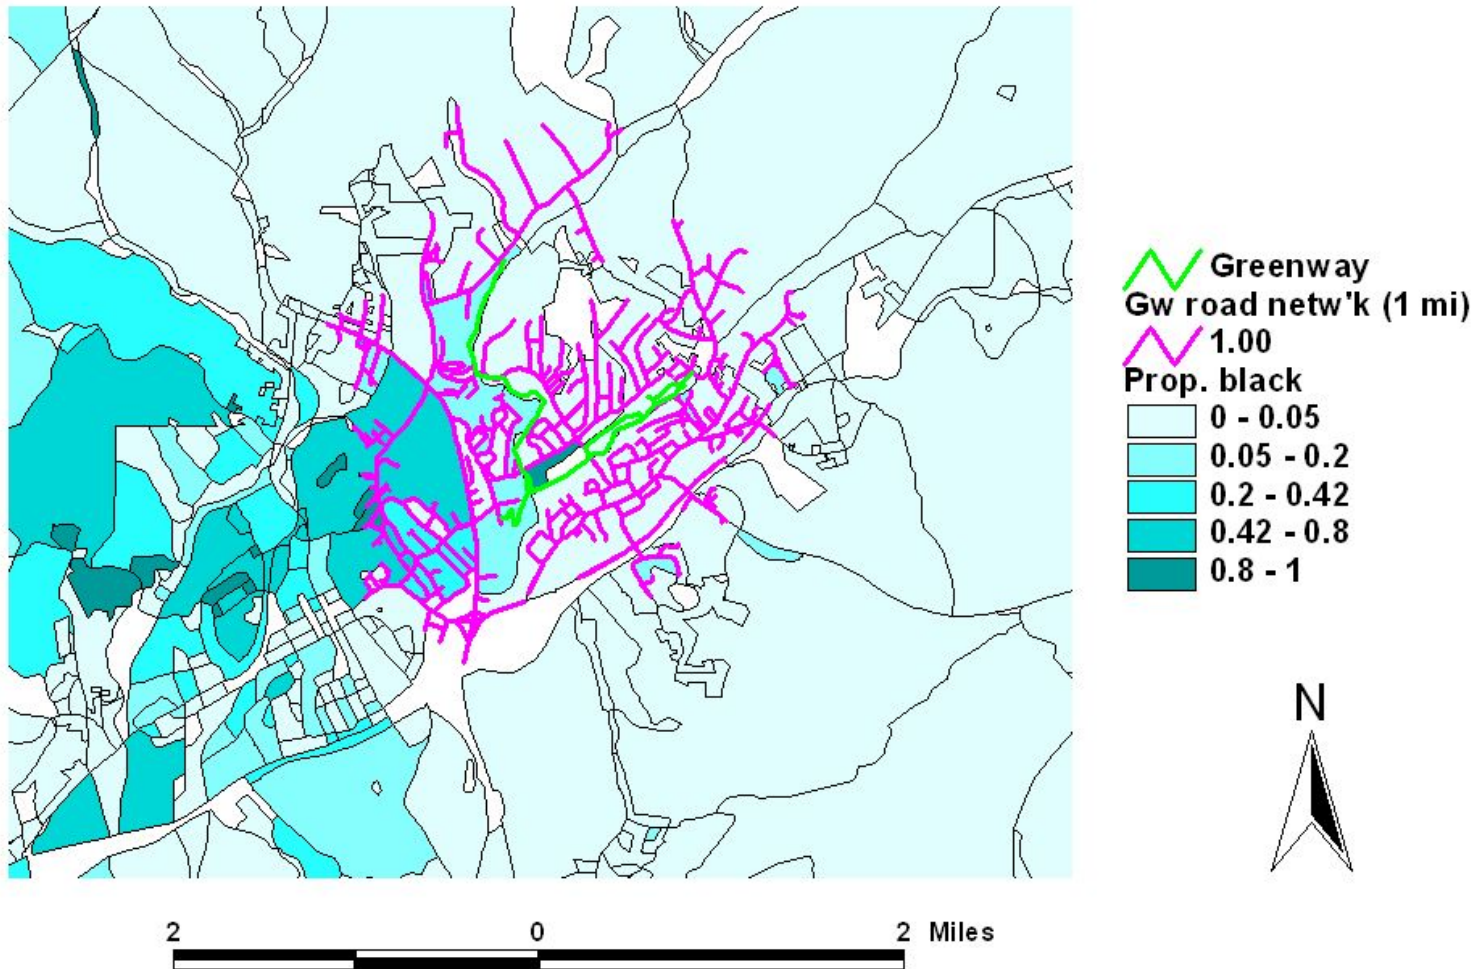 Greenway
Gw road netw'k (1 mi)
1.00
Prop. black
0 - 0.05
0.05 - 0.2
0.2 - 0.42
0.42 - 0.8
0.8 - 1
N
2 0 2 Miles